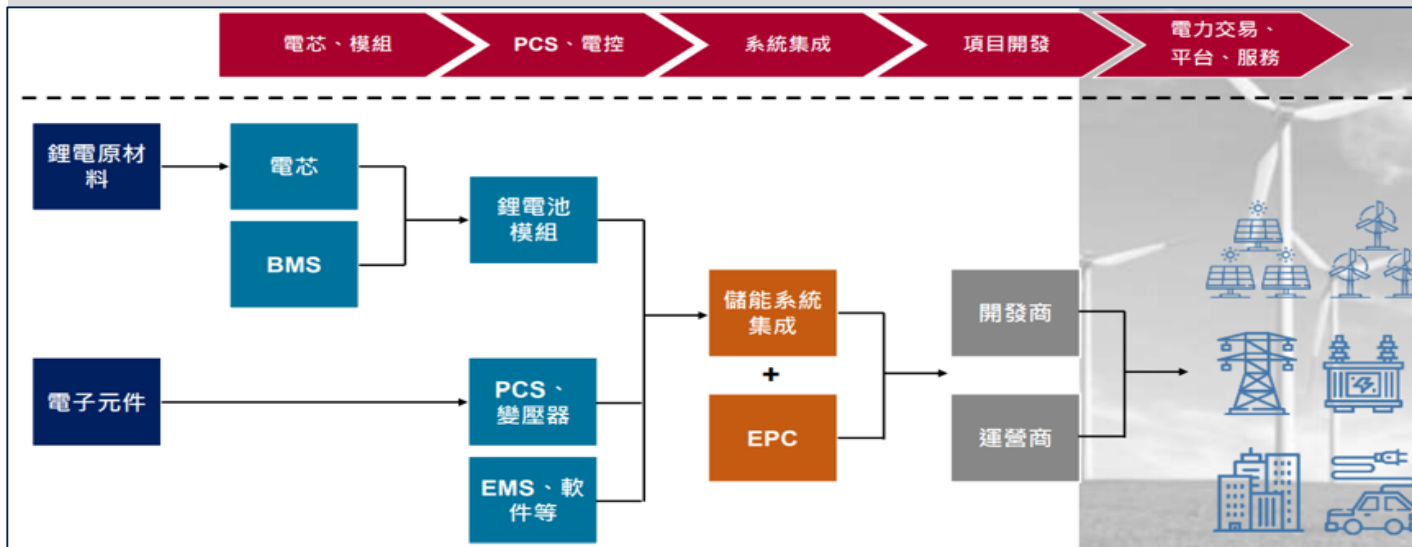 電芯、模組
PCS、電控
系統集成
項目開發
電力交易、
平台、服務
鋰電原材
料
電芯
BMS
鋰電池
模組
儲能系統
集成
+
EPC
開發商
運營商
電子元件
PCS、
變壓器
EMS、軟
件等